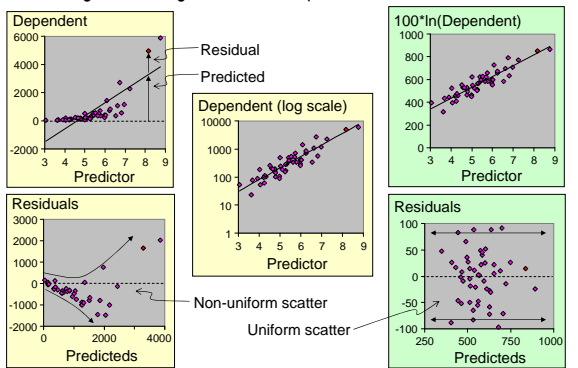 Dependent
6000
4000
2000
0
-2000
3 4 5 6 7 8 9
Predictor
Residual
Predicted
100*ln(Dependent)
1000
800
600
400
200
0
3 4 5 6 7 8 9
Predictor
Dependent (log scale)
10000
1000
100
10
1
3 4 5 6 7 8 9
Predictor
Residuals
3000
2000
1000
0
-1000
-2000
0 2000 4000
Predicteds
Non-uniform scatter
Uniform scatter
Residuals
100
50
0
-50
-100
250 500 750 1000
Predicteds